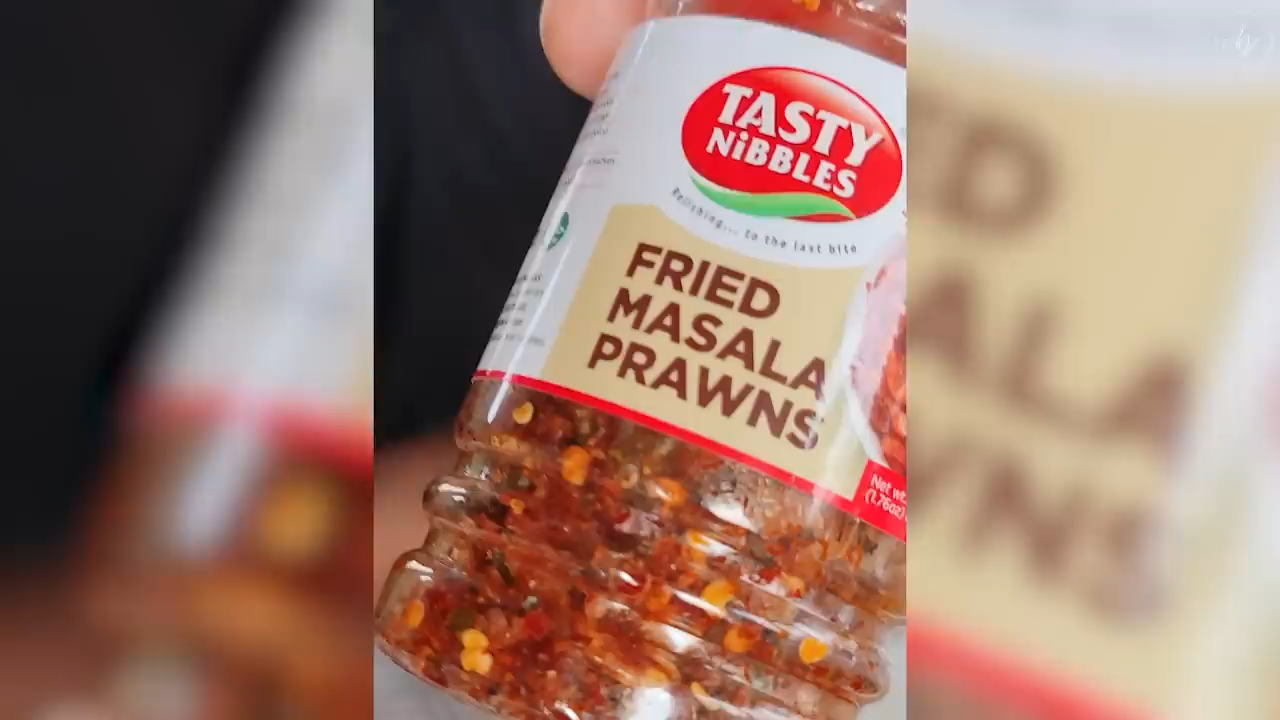 TASTY
NiBBLES
Relishing... to the last bite
FRIED
MASALA
PRAWNS
Net wt.
(1.76oz)